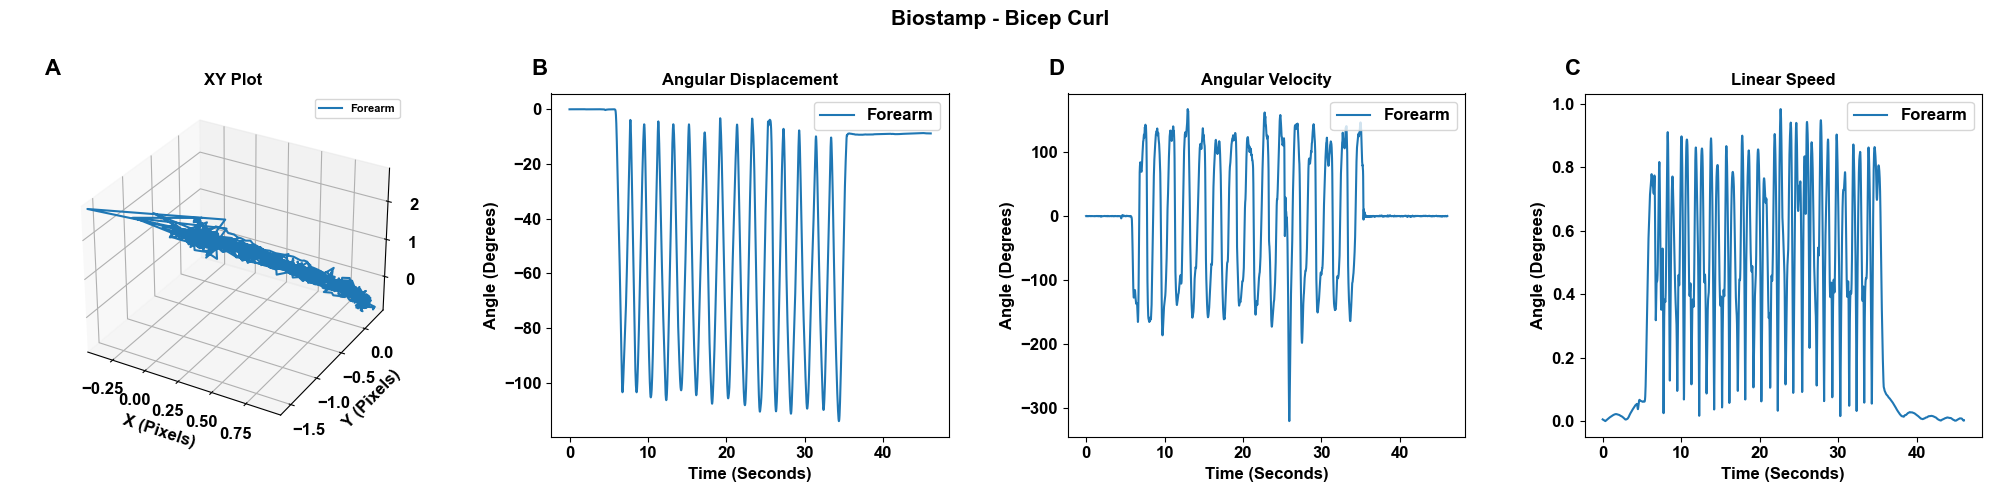 Biostamp - Bicep Curl
A
XY Plot
Forearm
2
1
0
0.0
−0.5
−1.0
−1.5
Y (Pixels)
−0.25
0.00
0.25
0.50
0.75
X (Pixels)
B
Angular Displacement
Forearm
0
−20
−40
−60
−80
−100
Angle (Degrees)
0
10
20
30
40
Time (Seconds)
D
Angular Velocity
Forearm
100
0
−100
−200
−300
Angle (Degrees)
0
10
20
30
40
Time (Seconds)
C
Linear Speed
Forearm
1.0
0.8
0.6
0.4
0.2
0.0
Angle (Degrees)
0
10
20
30
40
Time (Seconds)